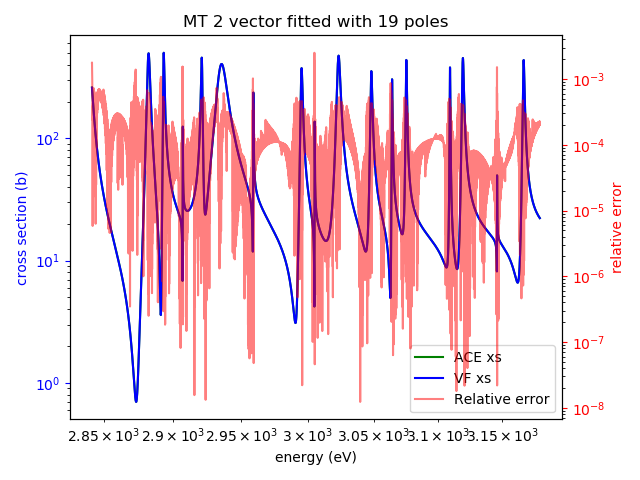 MT 2 vector fitted with 19 poles
cross section (b)
10²
10¹
10⁰
10⁻³
10⁻⁴
10⁻⁵
10⁻⁶
10⁻⁷
10⁻⁸
relative error
ACE xs
VF xs
Relative error
2.85 × 10³ 2.9 × 10³ 2.95 × 10³ 3 × 10³ 3.05 × 10³ 3.1 × 10³ 3.15 × 10³
energy (eV)